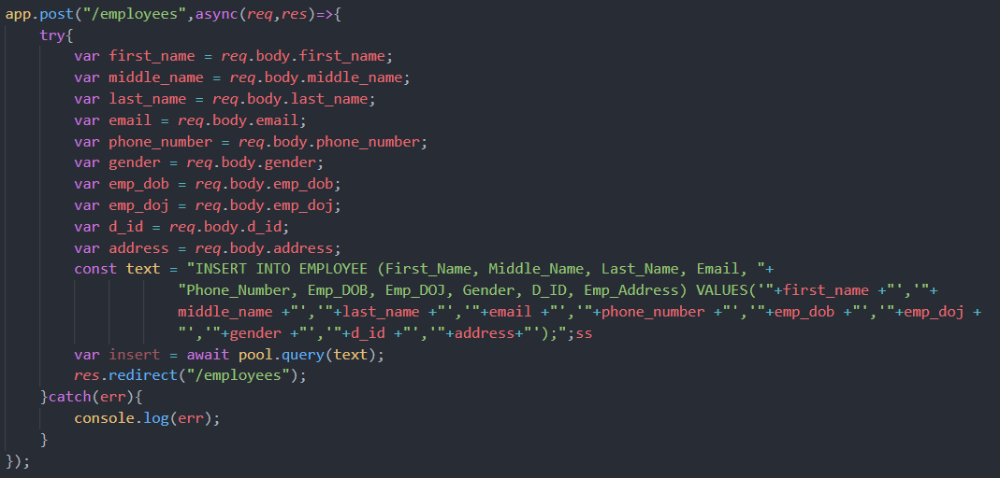 app.post("/employees",async(req,res)=>{
    try{
        var first_name = req.body.first_name;
        var middle_name = req.body.middle_name;
        var last_name = req.body.last_name;
        var email = req.body.email;
        var phone_number = req.body.phone_number;
        var gender = req.body.gender;
        var emp_dob = req.body.emp_dob;
        var emp_doj = req.body.emp_doj;
        var d_id = req.body.d_id;
        var address = req.body.address;
        const text = "INSERT INTO EMPLOYEE (First_Name, Middle_Name, Last_Name, Email, "+
                    "Phone_Number, Emp_DOB, Emp_DOJ, Gender, D_ID, Emp_Address) VALUES('"+first_name +"','"+
                    middle_name +"','"+last_name +"','"+email +"','"+phone_number +"','"+emp_dob +"','"+emp_doj +
                    "','"+gender +"','"+d_id +"','"+address+"');";ss
        var insert = await pool.query(text);
        res.redirect("/employees");
    }catch(err){
        console.log(err);
    }
});